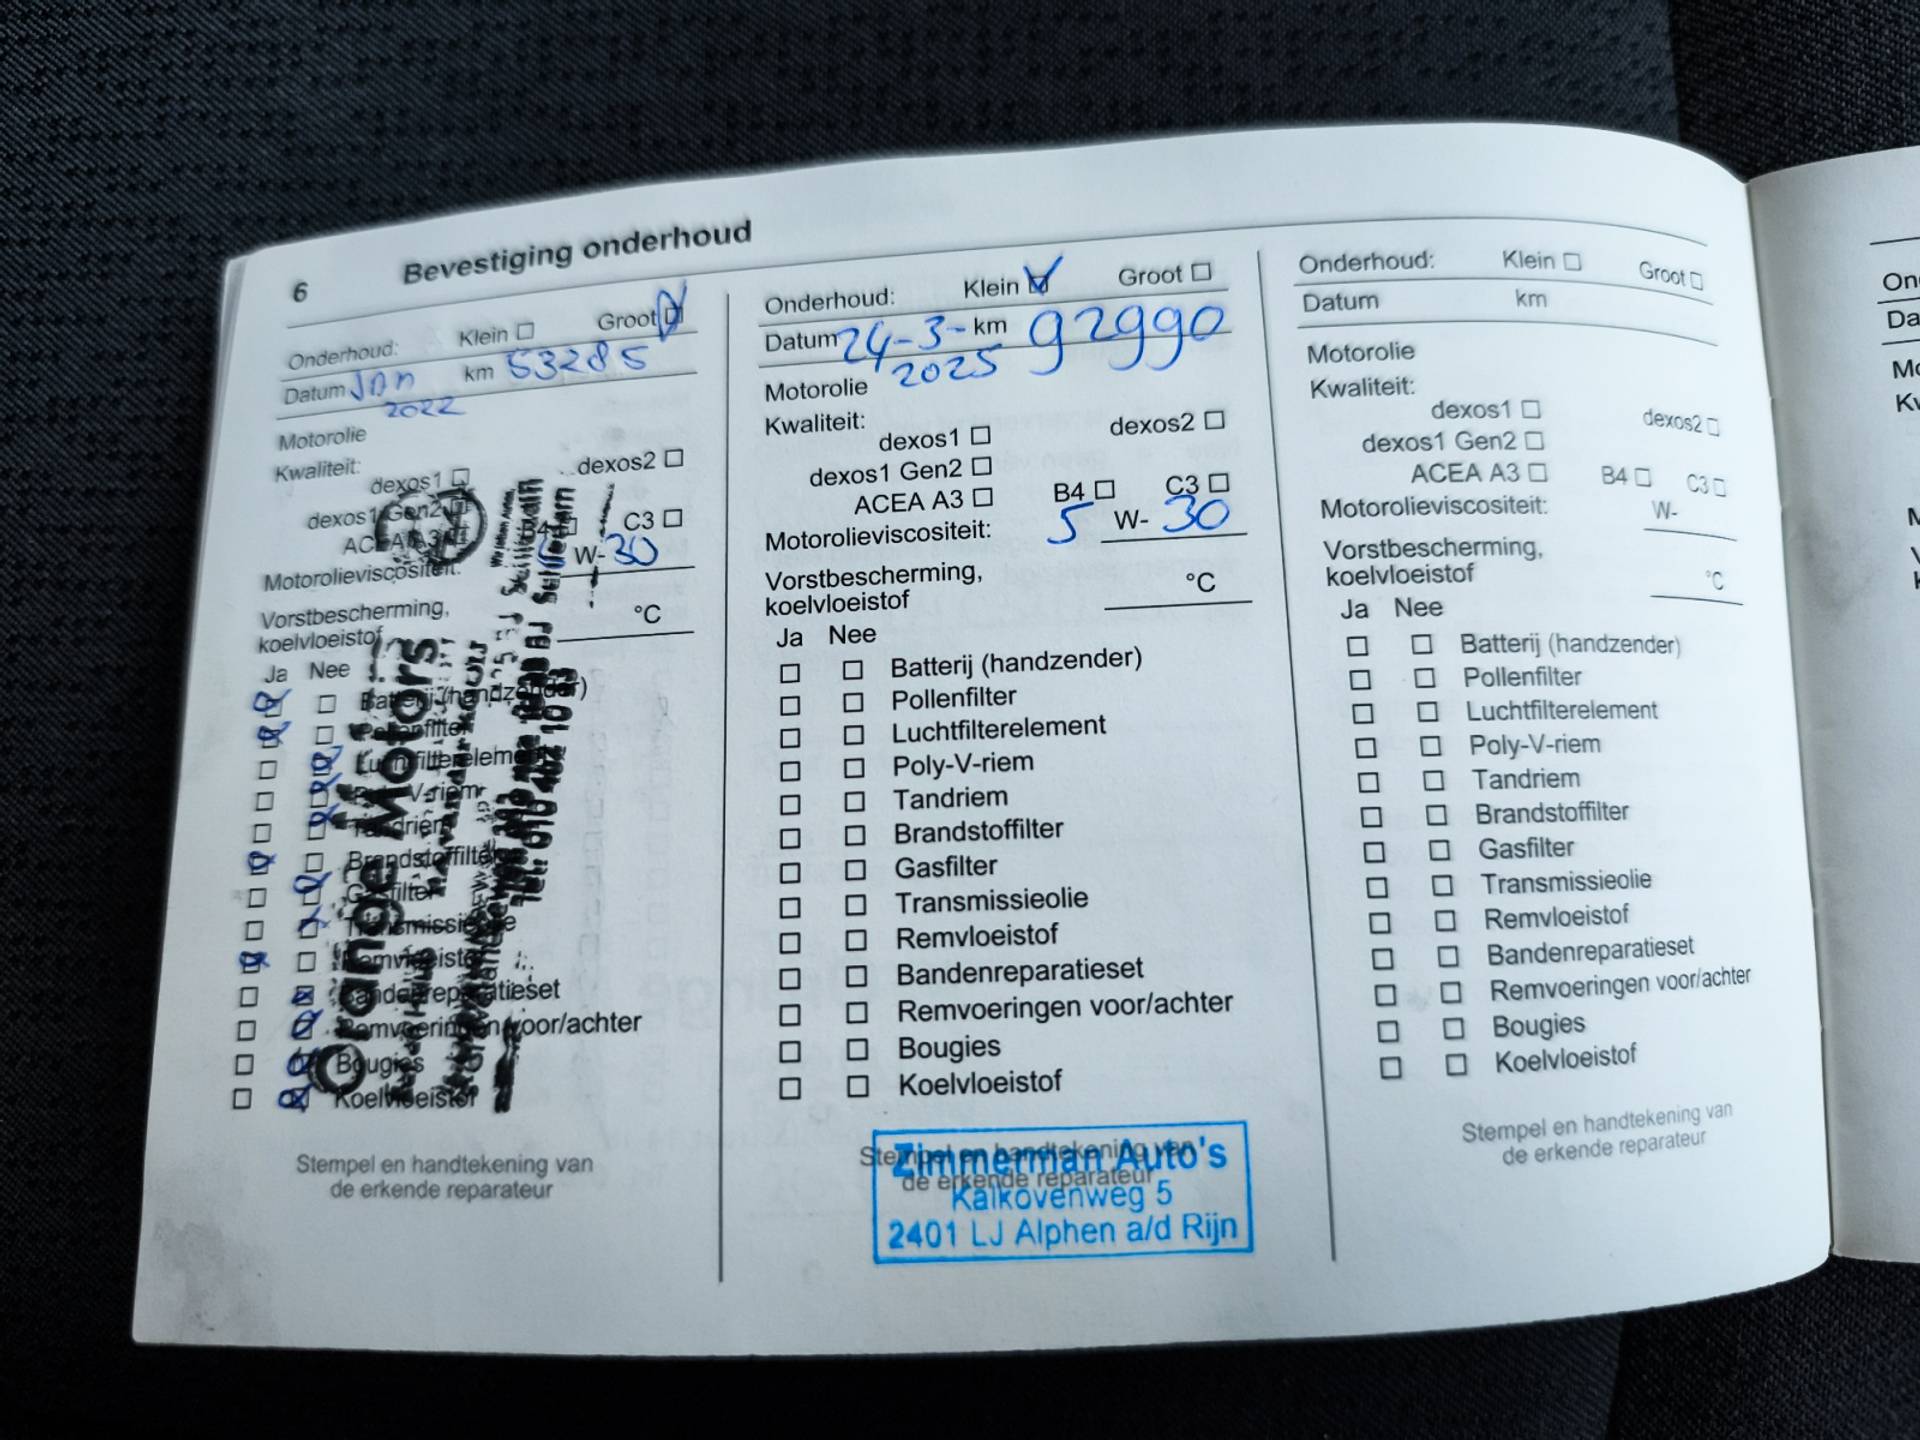 6 Bevestiging onderhoud
Onderhoud: Klein Groot
Datum Jan km 53285
2022
Motorolie
Kwaliteit:
dexos1 dexos2
dexos1 Gen2
ACEA A3 B4 C3
Motorolieviscositeit: W-30
Vorstbescherming,
koelvloeistof °C
Ja Nee
Batterij (handzender)
Pollenfilter
Luchtfilterelement
Poly-V-riem
Tandriem
Brandstoffilter
Gasfilter
Transmissieolie
Remvloeistof
Bandenreparatieset
Remvoeringen voor/achter
Bougies
Koelvloeistof
Orange Motors
Schiedam
Stempel en handtekening van
de erkende reparateur
Onderhoud: Klein Groot
Datum 24-3- km 92990
2025
Motorolie
Kwaliteit:
dexos1 dexos2
dexos1 Gen2
ACEA A3 B4 C3
Motorolieviscositeit: 5 W- 30
Vorstbescherming,
koelvloeistof °C
Ja Nee
Batterij (handzender)
Pollenfilter
Luchtfilterelement
Poly-V-riem
Tandriem
Brandstoffilter
Gasfilter
Transmissieolie
Remvloeistof
Bandenreparatieset
Remvoeringen voor/achter
Bougies
Koelvloeistof
Stempel en handtekening van
de erkende reparateur
Zimmerman Auto's
Kalkovenweg 5
2401 LJ Alphen a/d Rijn
Onderhoud: Klein Groot
Datum km
Motorolie
Kwaliteit:
dexos1 dexos2
dexos1 Gen2
ACEA A3 B4 C3
Motorolieviscositeit: W-
Vorstbescherming,
koelvloeistof °C
Ja Nee
Batterij (handzender)
Pollenfilter
Luchtfilterelement
Poly-V-riem
Tandriem
Brandstoffilter
Gasfilter
Transmissieolie
Remvloeistof
Bandenreparatieset
Remvoeringen voor/achter
Bougies
Koelvloeistof
Stempel en handtekening van
de erkende reparateur